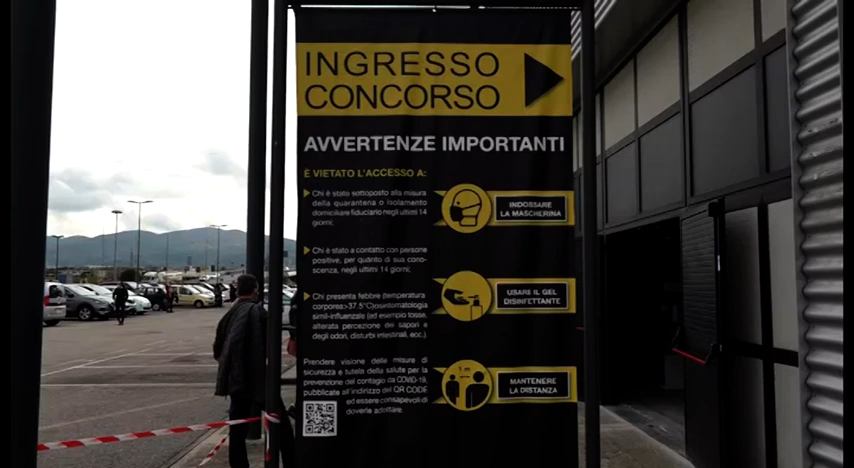 INGRESSO
CONCORSO
AVVERTENZE IMPORTANTI
È VIETATO L'ACCESSO A:
Chi è stato sottoposto alla misura
della quarantena o isolamento
domiciliare fiduciario negli ultimi 14
giorni;
INDOSSARE
LA MASCHERINA
Chi è stato a contatto con persone
positive, per quanto di sua cono-
scenza, negli ultimi 14 giorni;
USARE IL GEL
DISINFETTANTE
Chi presenta febbre (temperatura
corporea>37.5°C)osintomatologia
simil-influenzale (ad esempio tosse,
alterata percezione dei sapori e
degli odori, disturbi intestinali, ecc.)
Prendere visione delle misure di
sicurezza e tutela della salute per la
prevenzione del contagio da COVID-19,
pubblicate all'indirizzo del QR CODE
ed essere consapevoli di
doverle adottare.
1 m
MANTENERE
LA DISTANZA